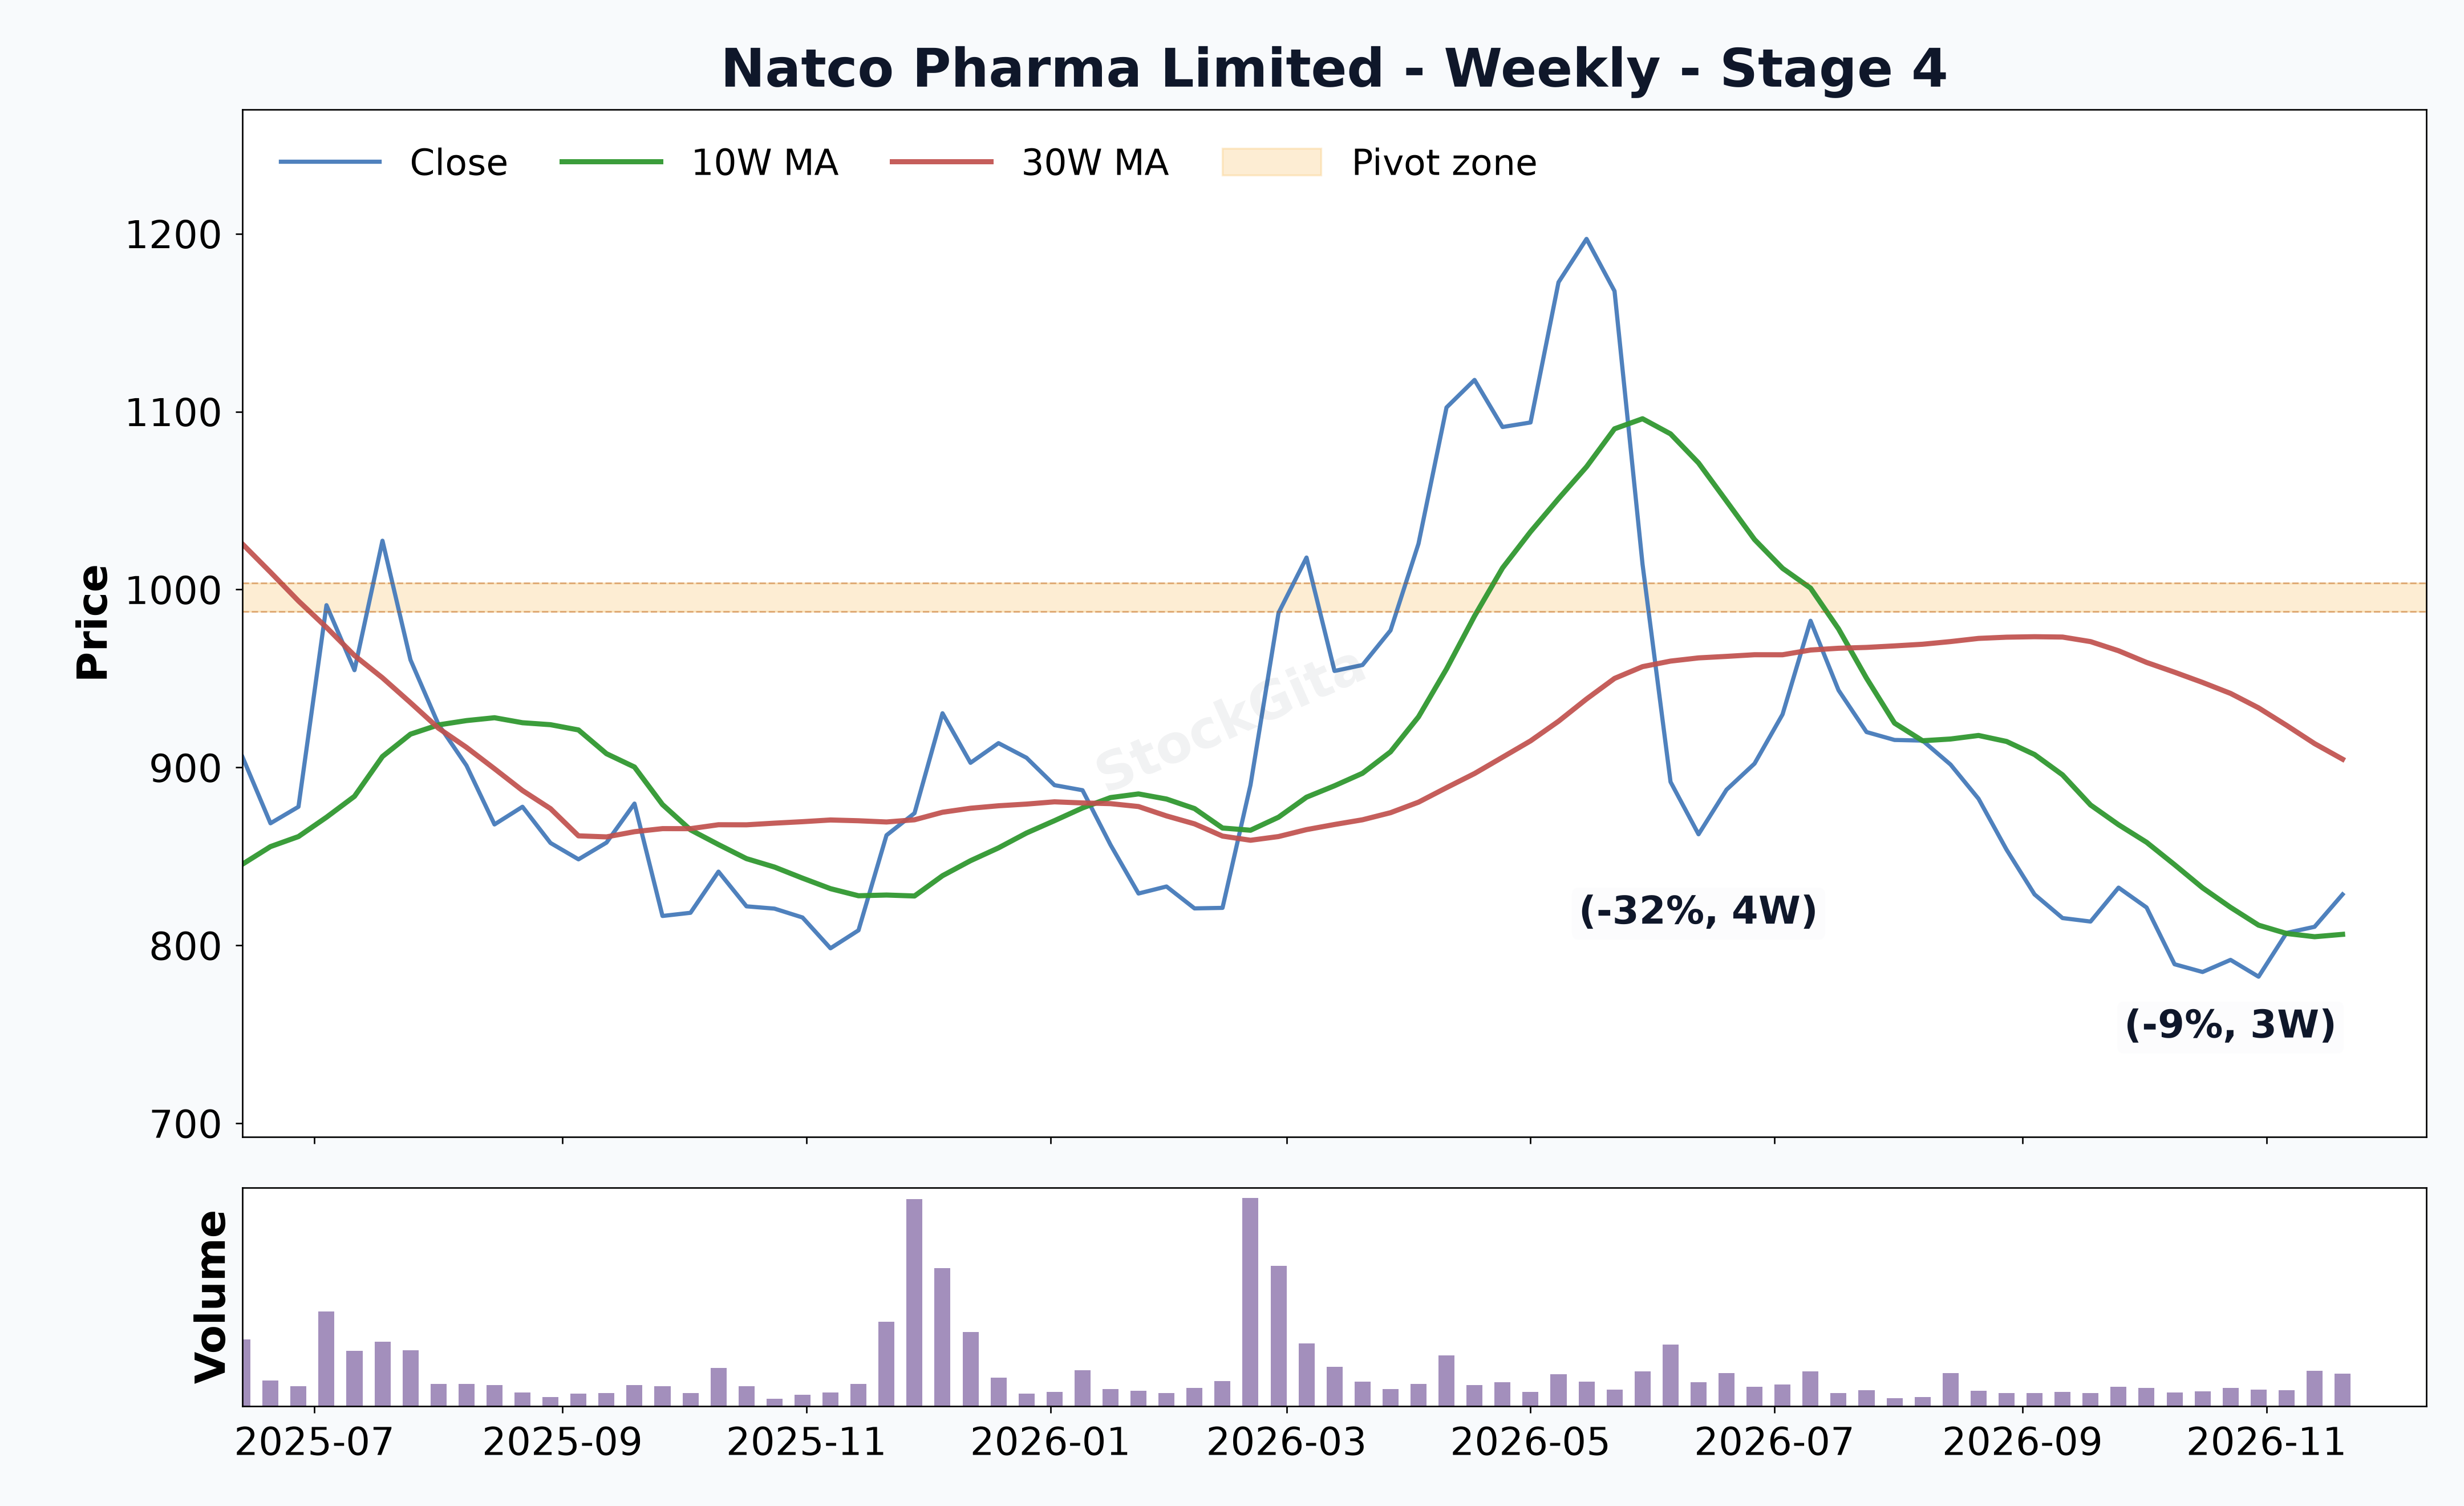 Natco Pharma Limited - Weekly - Stage 4
Close
10W MA
30W MA
Pivot zone
Price
1200
1100
1000
900
800
700
StockGita
(-32%, 4W)
(-9%, 3W)
Volume
2025-07
2025-09
2025-11
2026-01
2026-03
2026-05
2026-07
2026-09
2026-11